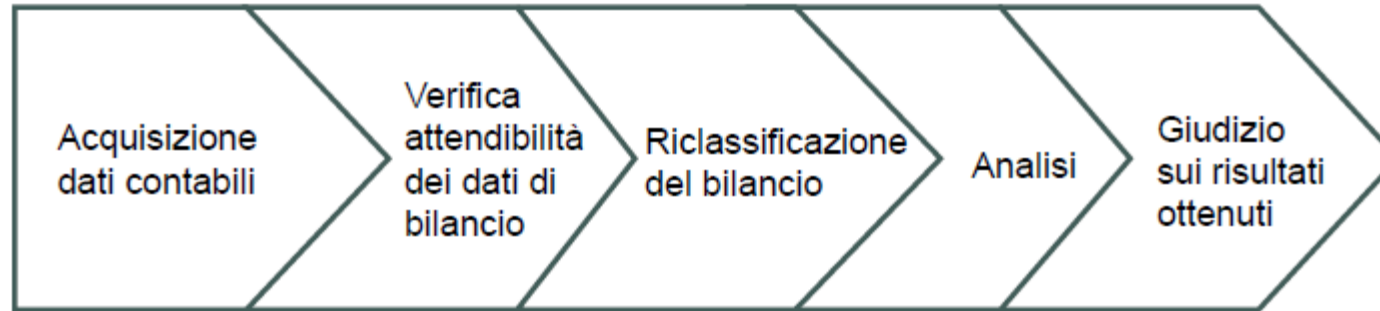 Acquisizione
dati contabili
Verifica
attendibilità
dei dati di
bilancio
Riclassificazione
del bilancio
Analisi
Giudizio
sui risultati
ottenuti